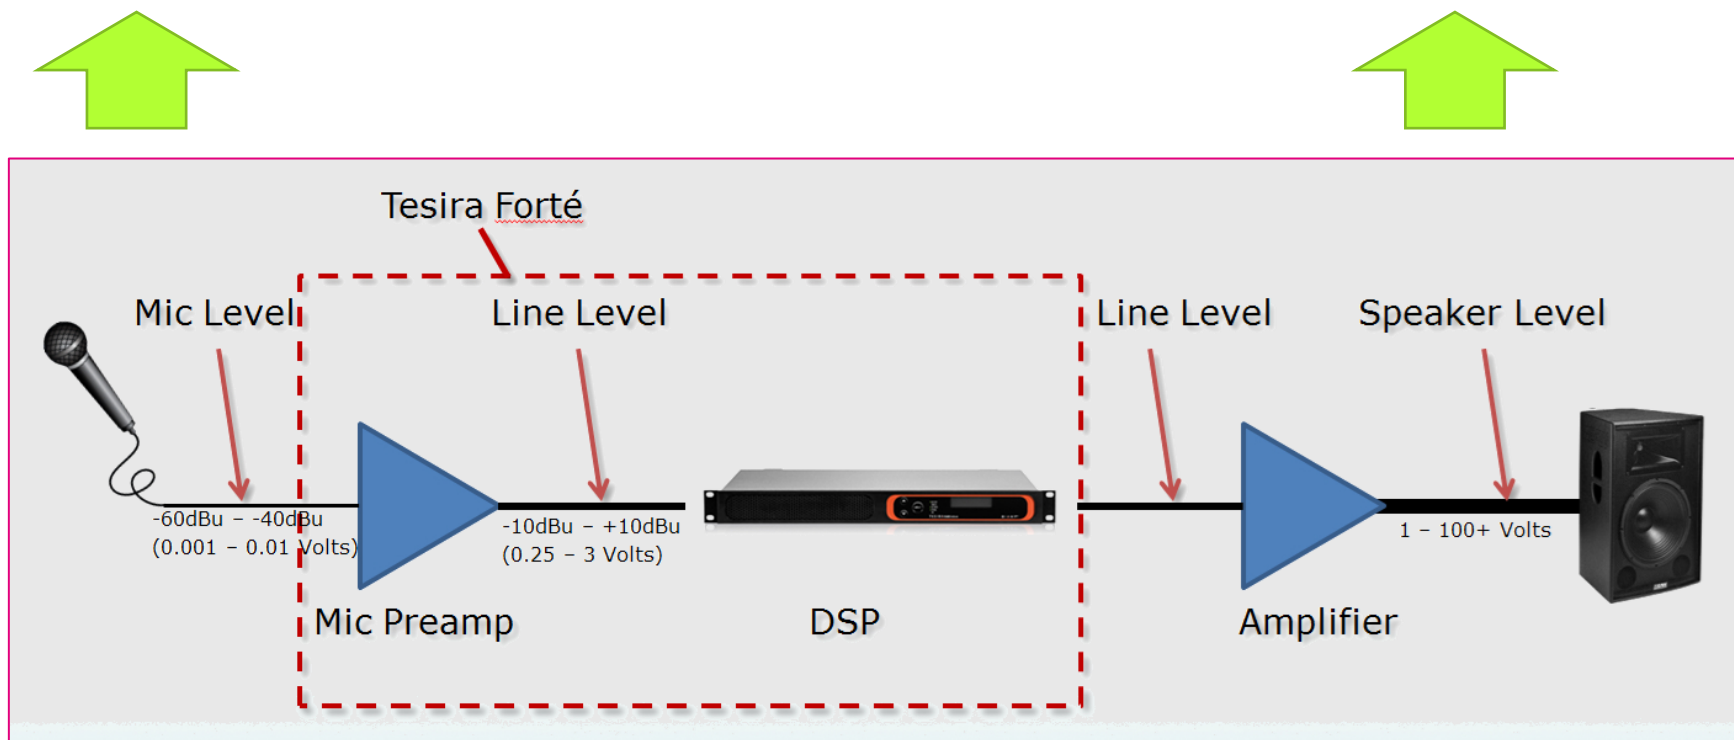 Tesira Forté
Mic Level
Line Level
Line Level
Speaker Level
-60dBu – -40dBu
(0.001 – 0.01 Volts)
-10dBu – +10dBu
(0.25 – 3 Volts)
1 – 100+ Volts
Mic Preamp
DSP
Amplifier